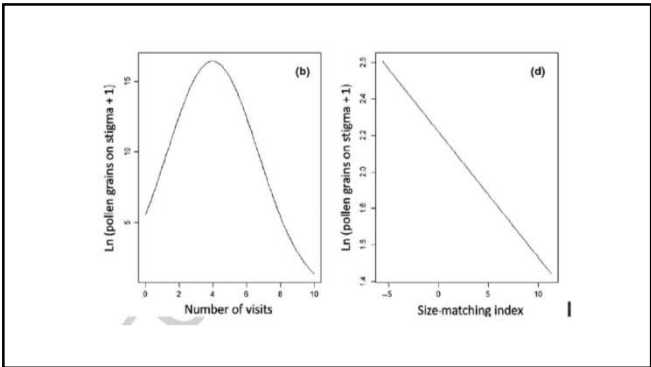 (b)
Ln (pollen grains on stigma + 1)
15
10
5
0 2 4 6 8 10
Number of visits
(d)
Ln (pollen grains on stigma + 1)
2.4
2.2
2.0
1.8
1.6
1.4
-5 0 5 10
Size-matching index